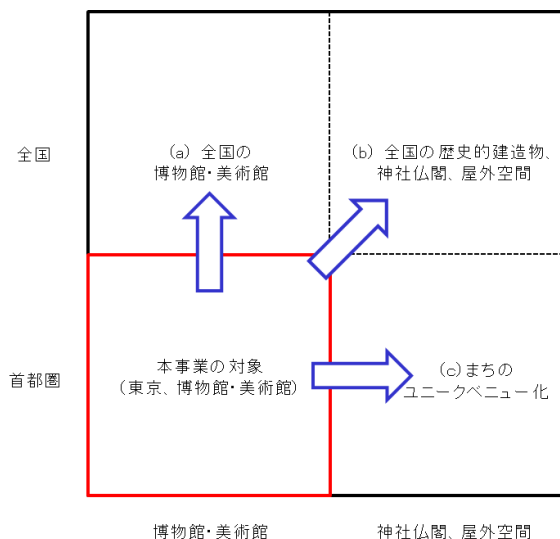 全国
(a) 全国の
博物館・美術館
(b) 全国の歴史的建造物、
神社仏閣、屋外空間
首都圏
本事業の対象
(東京、博物館・美術館)
(c)まちの
ユニークベニュー化
博物館・美術館
神社仏閣、屋外空間